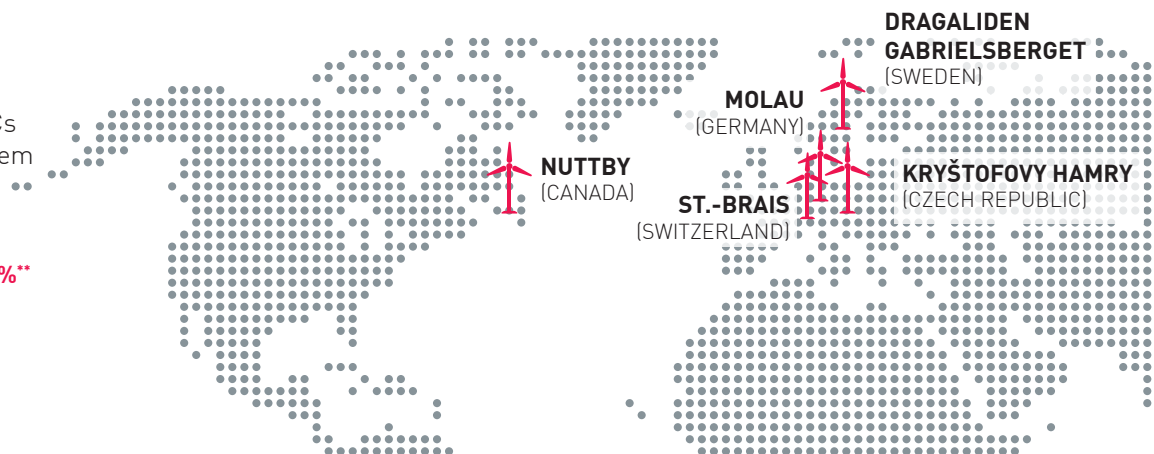 DRAGALIDEN
GABRIELSBERGET
(SWEDEN)
MOLAU
(GERMANY)
NUTTBY
(CANADA)
KRYŠTOFOVY HAMRY
(CZECH REPUBLIC)
ST.-BRAIS
(SWITZERLAND)
%**